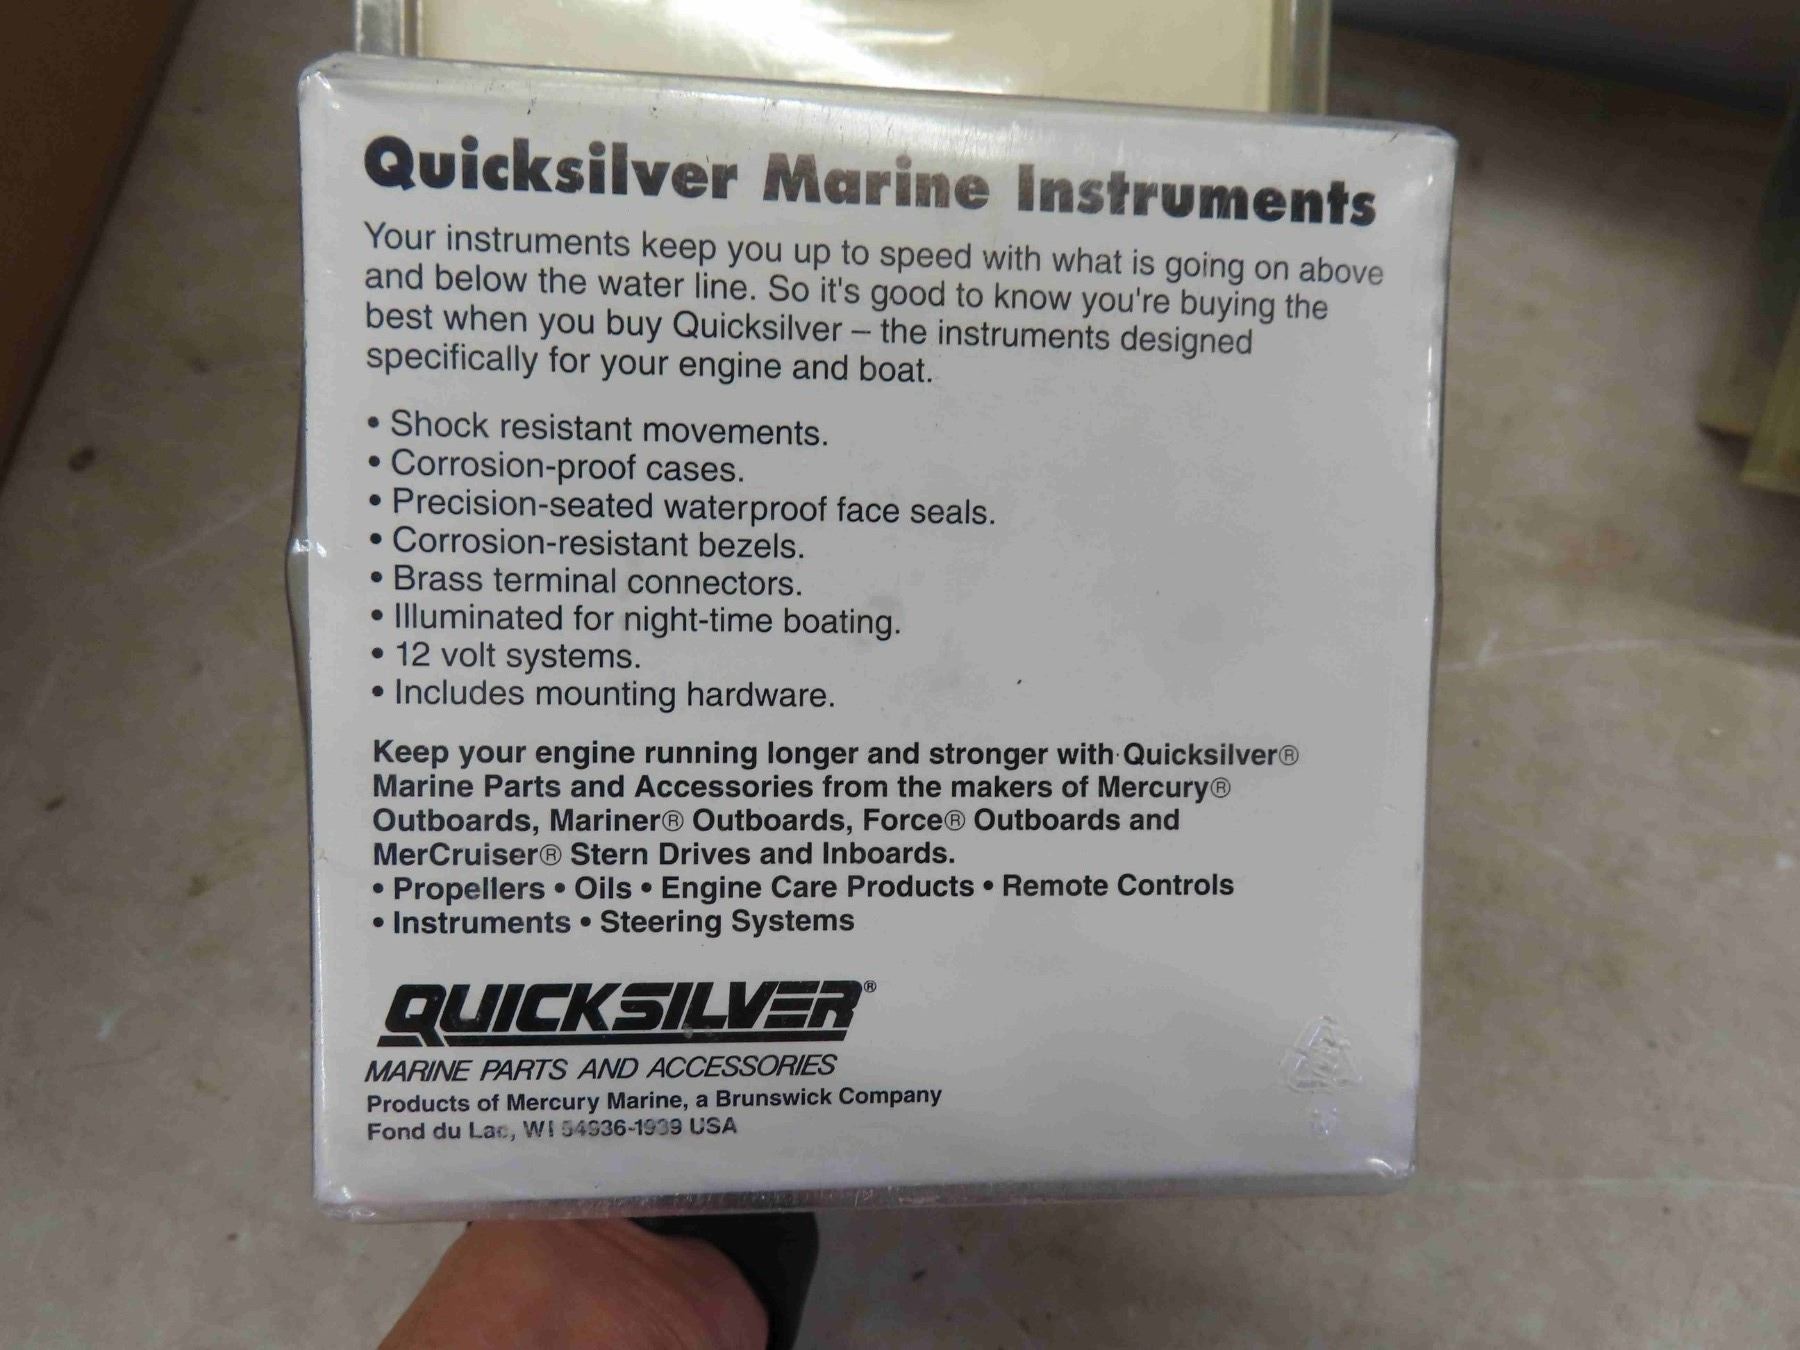 Quicksilver Marine Instruments
Your instruments keep you up to speed with what is going on above
and below the water line. So it's good to know you're buying the
best when you buy Quicksilver – the instruments designed
specifically for your engine and boat.
• Shock resistant movements.
• Corrosion-proof cases.
• Precision-seated waterproof face seals.
• Corrosion-resistant bezels.
• Brass terminal connectors.
• Illuminated for night-time boating.
• 12 volt systems.
• Includes mounting hardware.
Keep your engine running longer and stronger with Quicksilver®
Marine Parts and Accessories from the makers of Mercury®
Outboards, Mariner® Outboards, Force® Outboards and
MerCruiser® Stern Drives and Inboards.
• Propellers • Oils • Engine Care Products • Remote Controls
• Instruments • Steering Systems
QUICKSILVER®
MARINE PARTS AND ACCESSORIES
Products of Mercury Marine, a Brunswick Company
Fond du Lac, WI 54936-1939 USA